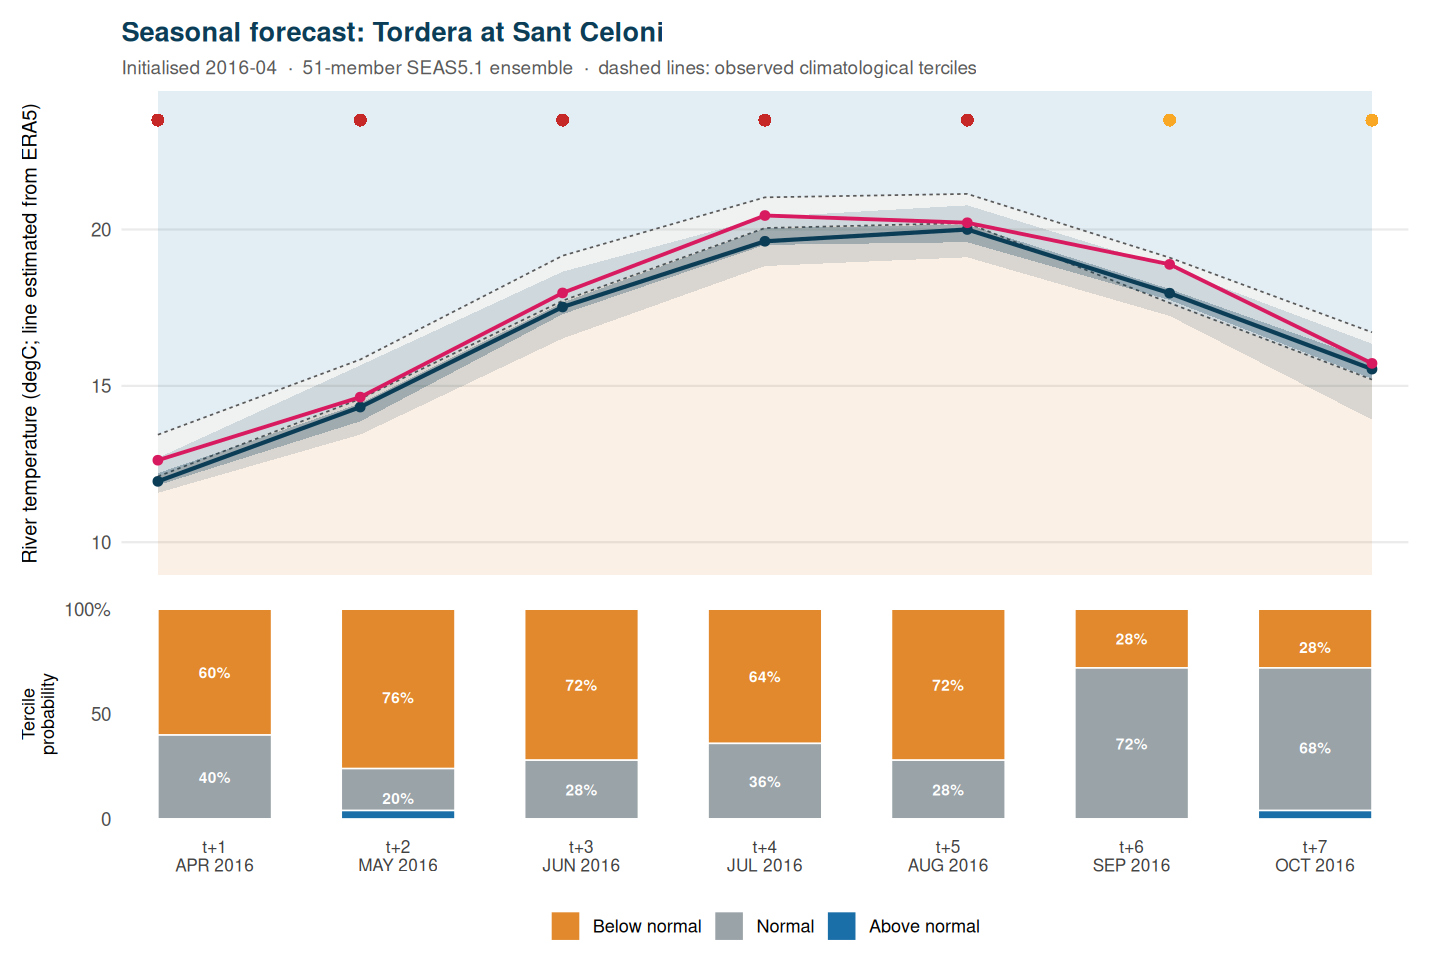 Seasonal forecast: Tordera at Sant Celoni
Initialised 2016-04 · 51-member SEAS5.1 ensemble · dashed lines: observed climatological terciles
River temperature (degC; line estimated from ERA5)
20
15
10
Tercile
probability
100%
50
0
60% 76% 72% 64% 72% 28% 28%
40% 20% 28% 36% 28% 72% 68%
t+1 t+2 t+3 t+4 t+5 t+6 t+7
APR 2016 MAY 2016 JUN 2016 JUL 2016 AUG 2016 SEP 2016 OCT 2016
Below normal Normal Above normal